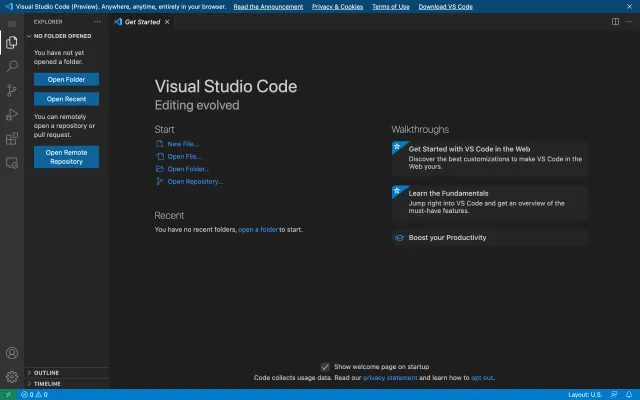 Visual Studio Code (Preview). Anywhere, anytime, entirely in your browser. Read the Announcement Privacy & Cookies Terms of Use Download VS Code
EXPLORER
Get Started
NO FOLDER OPENED
You have not yet
opened a folder.
Open Folder
Open Recent
You can remotely
open a repository or
pull request.
Open Remote
Repository
OUTLINE
TIMELINE
Visual Studio Code
Editing evolved
Start
New File...
Open File...
Open Folder...
Open Repository...
Recent
You have no recent folders, open a folder to start.
Walkthroughs
Get Started with VS Code in the Web
Discover the best customizations to make VS Code in the
Web yours.
Learn the Fundamentals
Jump right into VS Code and get an overview of the
must-have features.
Boost your Productivity
Show welcome page on startup
Code collects usage data. Read our privacy statement and learn how to opt out.
0 0
Layout: U.S.